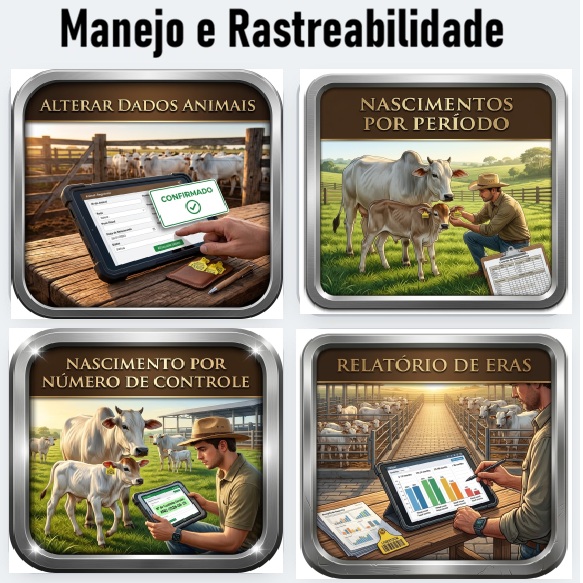 Manejo e Rastreabilidade
ALTERAR DADOS ANIMAIS
CONFIRMADO
NASCIMENTOS
POR PERÍODO
NASCIMENTO POR
NÚMERO DE CONTROLE
RELATÓRIO DE ERAS